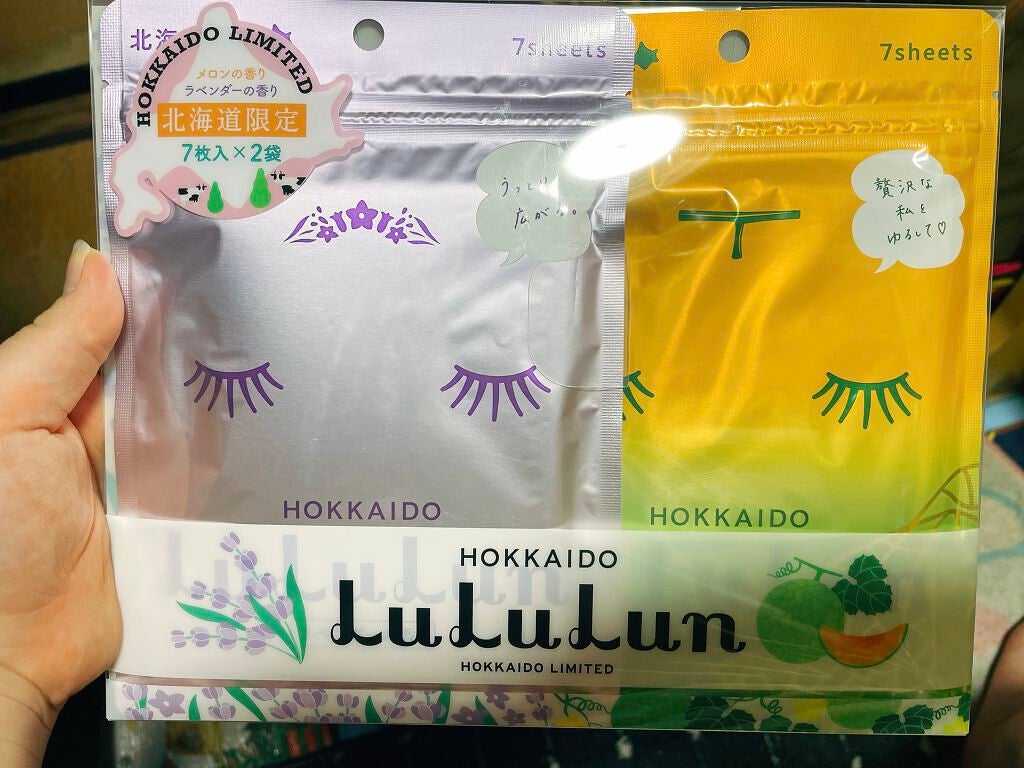 北海
HOKKAIDO LIMITED
メロンの香り
ラベンダーの香り
北海道限定
7枚入×2袋
7sheets
うっとり
広がる。
HOKKAIDO
7sheets
贅沢な
私を
ゆるして♡
HOKKAIDO
HOKKAIDO
LuLuLun
HOKKAIDO LIMITED
LuLuLun